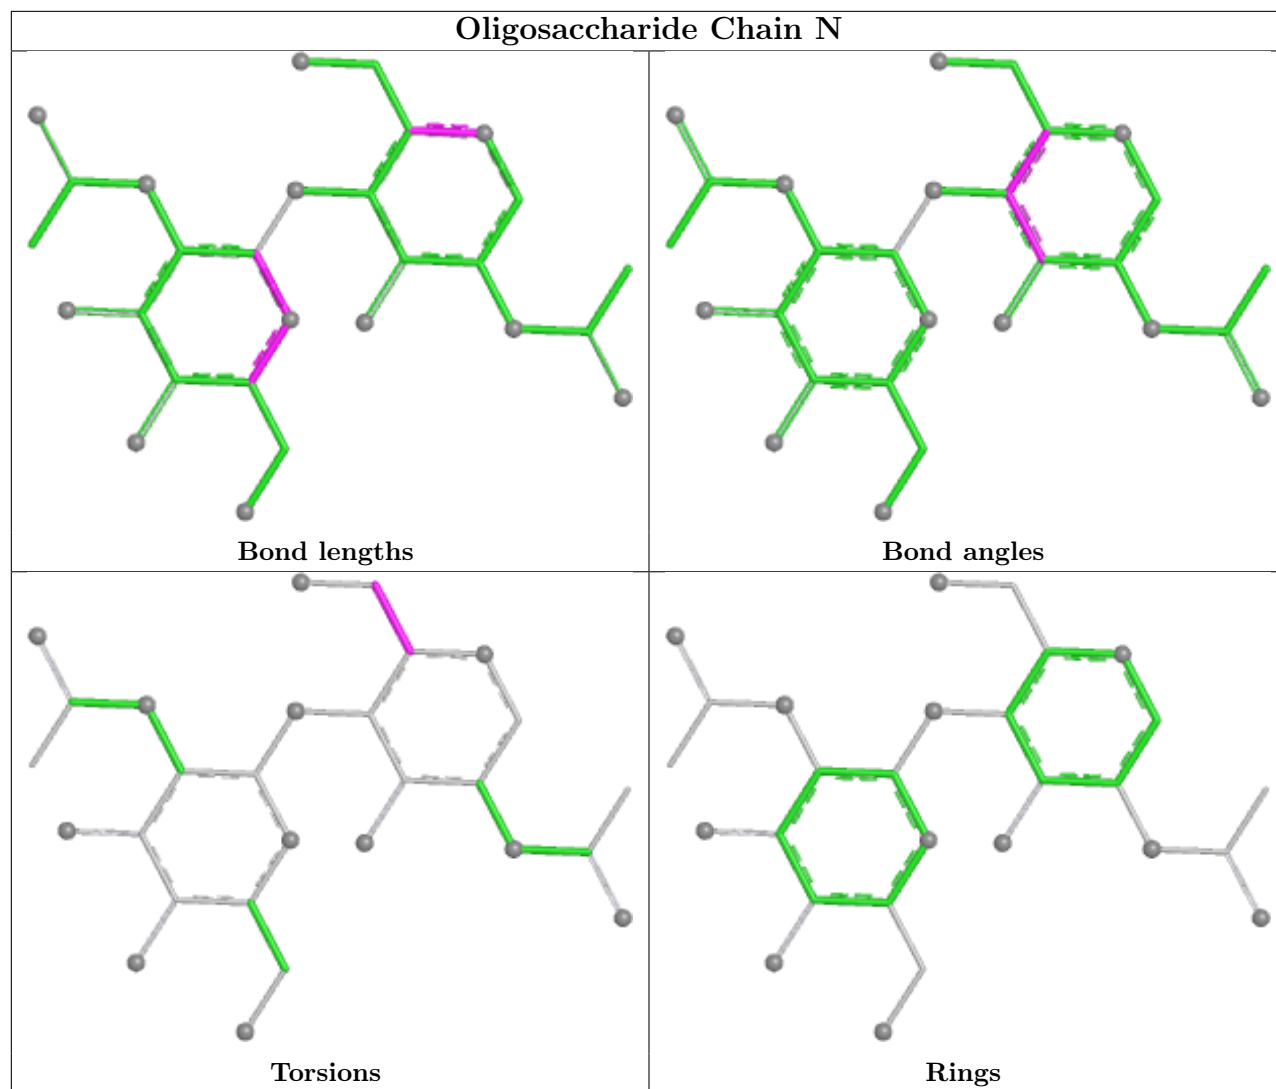 Oligosaccharide Chain N
Bond lengths
Bond angles
Torsions
Rings